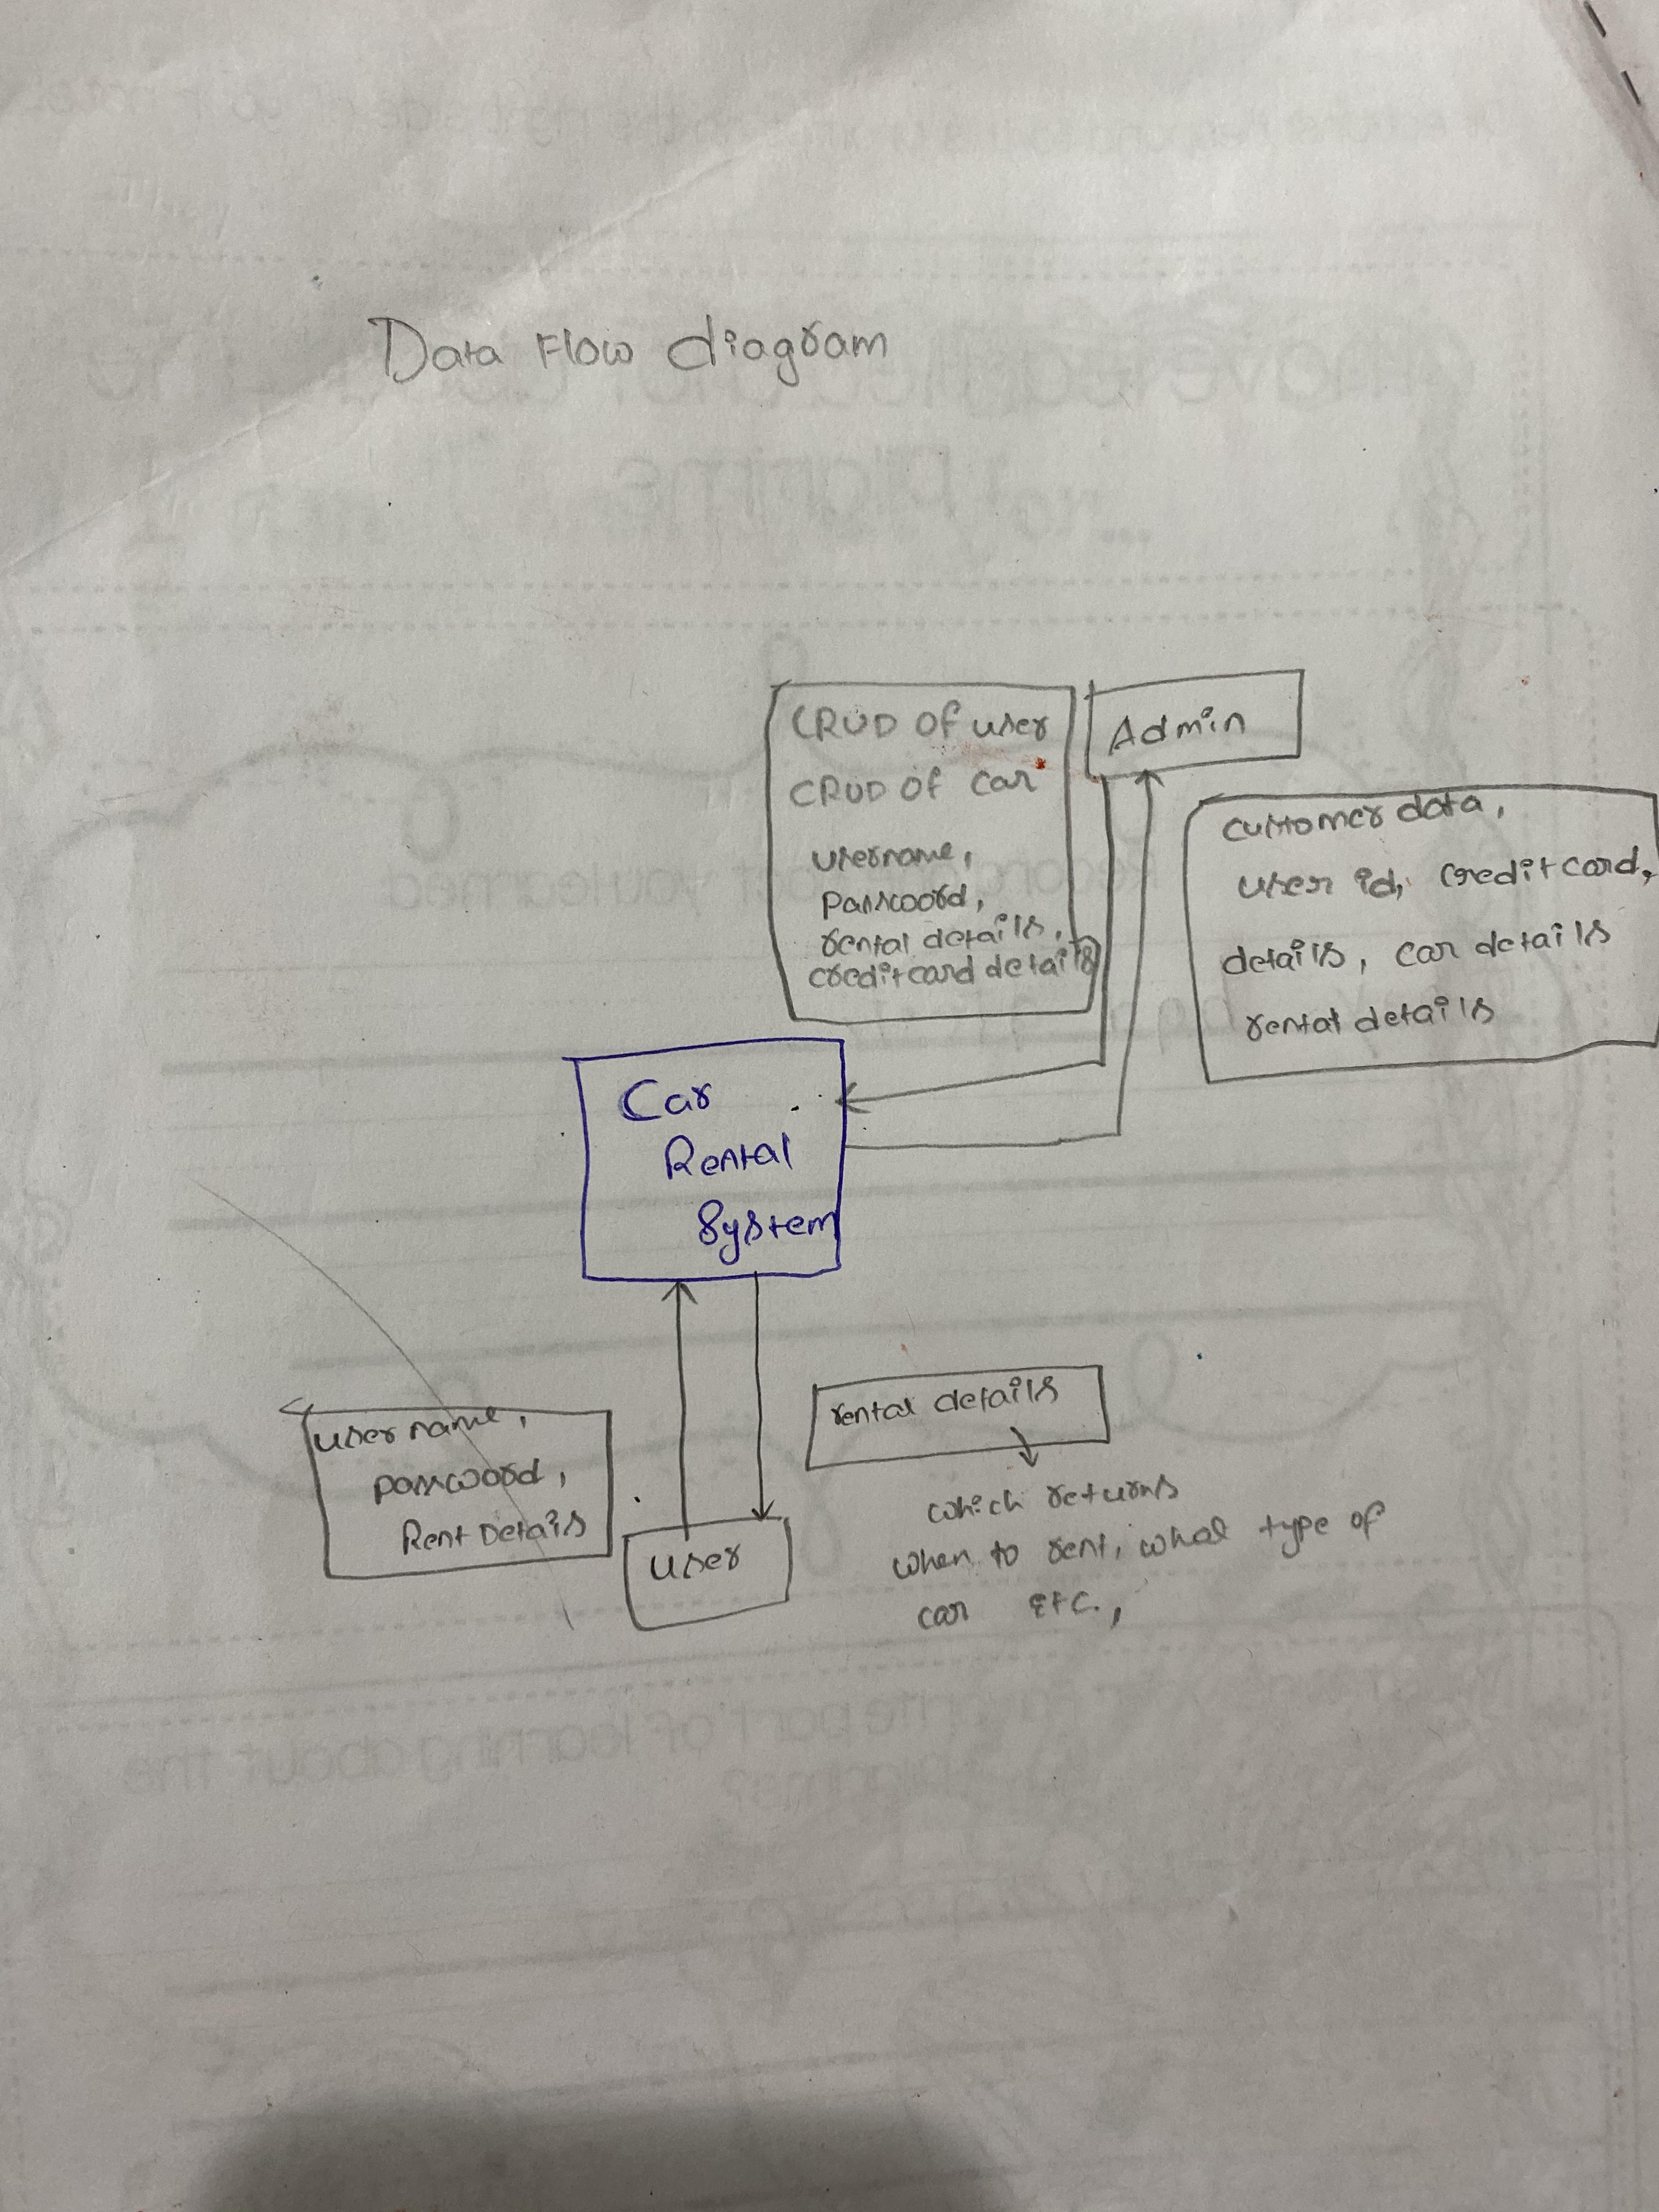 Data Flow diagram
CRUD OF user
CRUD OF car
username,
password,
rental details,
creditcard details
Admin
customer data,
user id, creditcard,
details, car details
rental details
Car
Rental
System
user name,
password,
Rent Details
user
rental details
which returns
when to rent, what type of
car etc.,